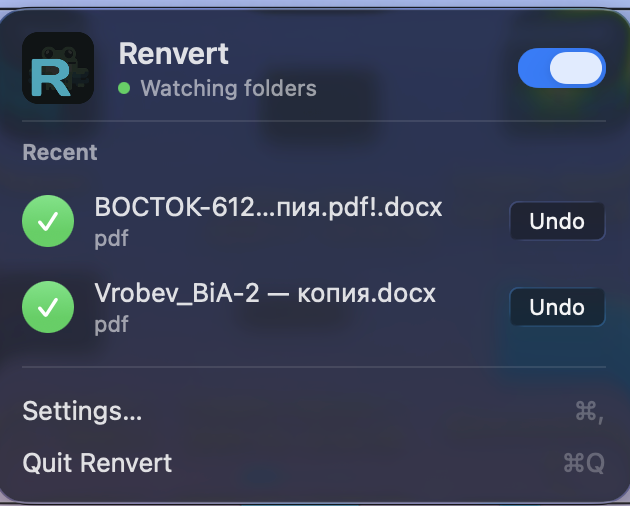 R
Renvert
Watching folders
Recent
ВОСТОК-612...пия.pdf!.docx
pdf
Undo
Vrobev_BiA-2 — копия.docx
pdf
Undo
Settings...
⌘,
Quit Renvert
⌘Q